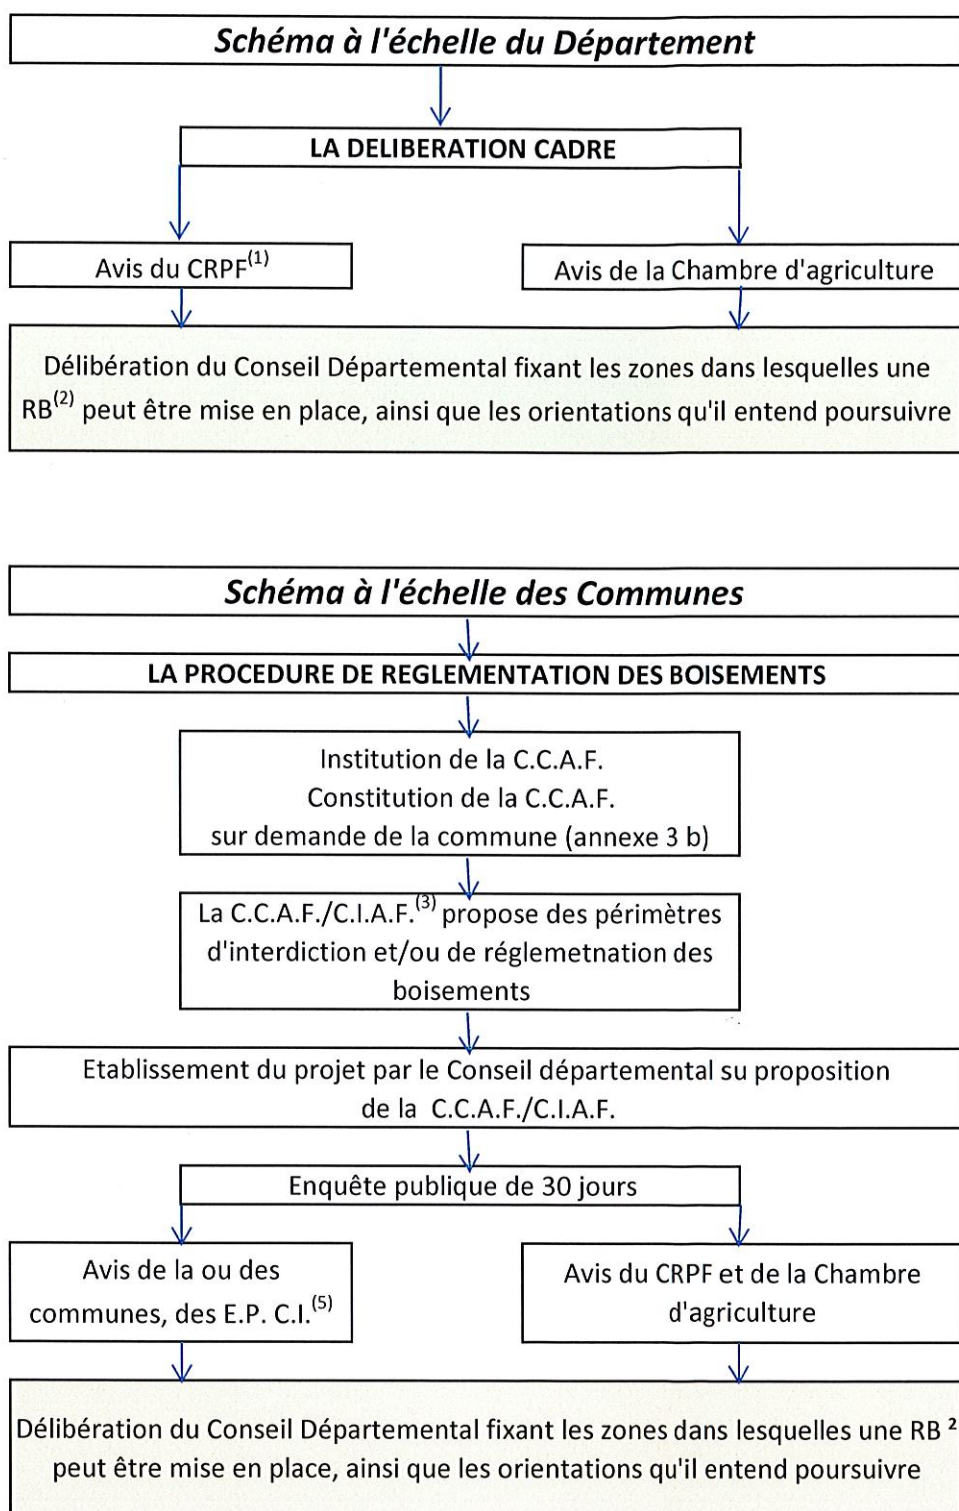 Schéma à l'échelle du Département
LA DELIBERATION CADRE
Avis du CRPF(1)
Avis de la Chambre d'agriculture
Délibération du Conseil Départemental fixant les zones dans lesquelles une
RB(2) peut être mise en place, ainsi que les orientations qu'il entend poursuivre
Schéma à l'échelle des Communes
LA PROCEDURE DE REGLEMENTATION DES BOISEMENTS
Institution de la C.C.A.F.
Constitution de la C.C.A.F.
sur demande de la commune (annexe 3 b)
La C.C.A.F./C.I.A.F.(3) propose des périmètres
d'interdiction et/ou de réglemetnation des
boisements
Etablissement du projet par le Conseil départemental su proposition
de la C.C.A.F./C.I.A.F.
Enquête publique de 30 jours
Avis de la ou des
communes, des E.P. C.I.(5)
Avis du CRPF et de la Chambre
d'agriculture
Délibération du Conseil Départemental fixant les zones dans lesquelles une RB ²
peut être mise en place, ainsi que les orientations qu'il entend poursuivre